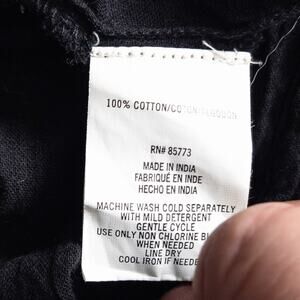 100% COTTON/COTON/ALGODON
RN# 85773
MADE IN INDIA
FABRIQUÉ EN INDE
HECHO EN INDIA
MACHINE WASH COLD SEPARATELY
WITH MILD DETERGENT
GENTLE CYCLE
USE ONLY NON CHLORINE
WHEN NEEDED
LINE DRY
COOL IRON IF NEEDED